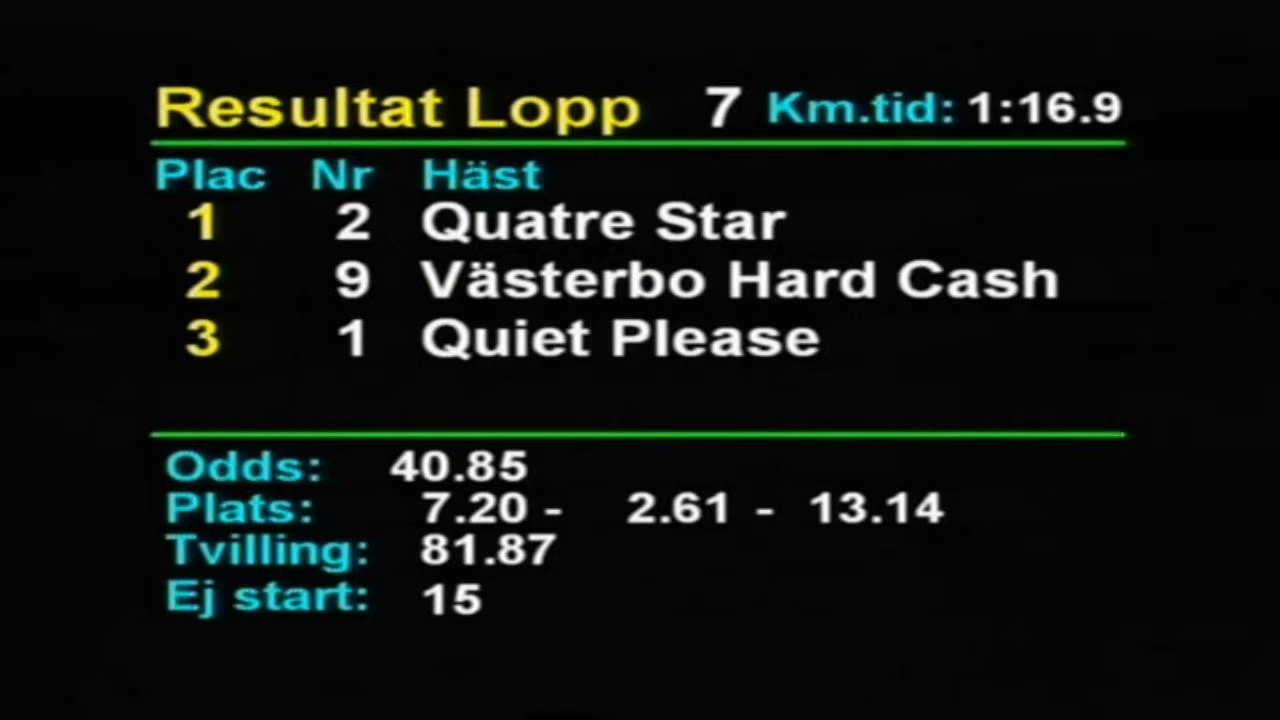 Resultat Lopp 7 Km.tid: 1:16.9
Plac Nr Häst
1 2 Quatre Star
2 9 Västerbo Hard Cash
3 1 Quiet Please
Odds: 40.85
Plats: 7.20 - 2.61 - 13.14
Tvilling: 81.87
Ej start: 15